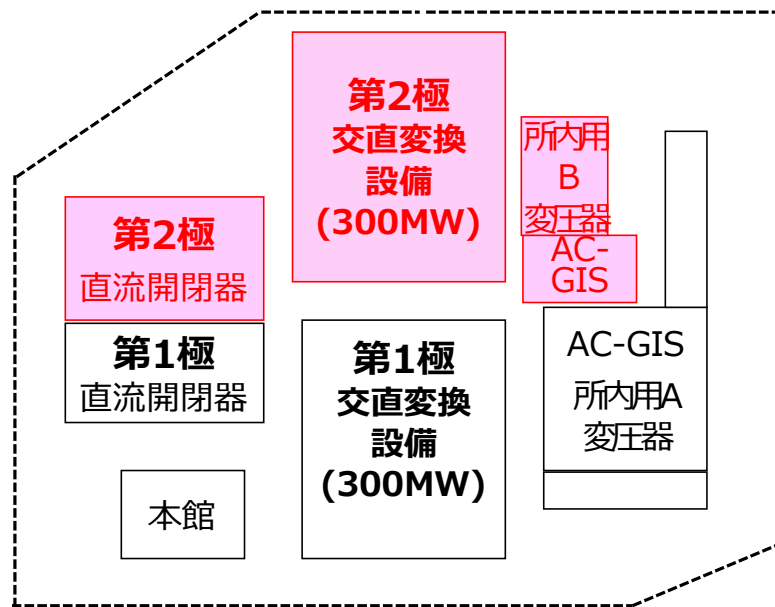 第2極
交直変換
設備
(300MW)
所内用
B
変圧器
AC-
GIS
第2極
直流開閉器
第1極
直流開閉器
第1極
交直変換
設備
(300MW)
AC-GIS
所内用A
変圧器
本館